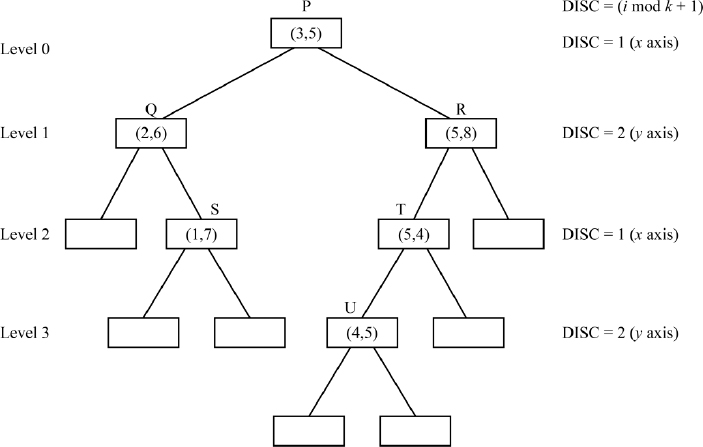 P
DISC = (i mod k + 1)
Level 0
(3,5)
DISC = 1 (x axis)
Q
R
Level 1
(2,6)
(5,8)
DISC = 2 (y axis)
S
T
Level 2
(1,7)
(5,4)
DISC = 1 (x axis)
U
Level 3
(4,5)
DISC = 2 (y axis)